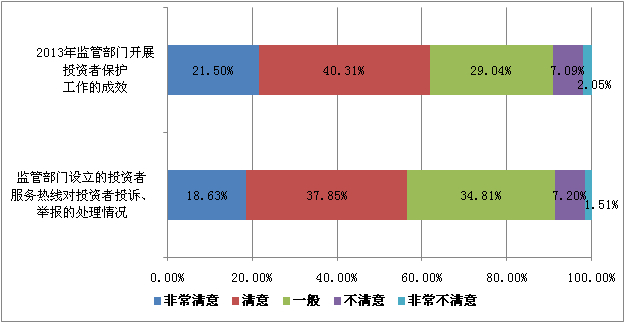 2013年监管部门开展
投资者保护
工作的成效
21.50% 40.31% 29.04% 7.09% 2.05%
监管部门设立的投资者
服务热线对投资者投诉、
举报的处理情况
18.63% 37.85% 34.81% 7.20% 1.51%
0.00% 20.00% 40.00% 60.00% 80.00% 100.00%
非常满意 满意 一般 不满意 非常不满意